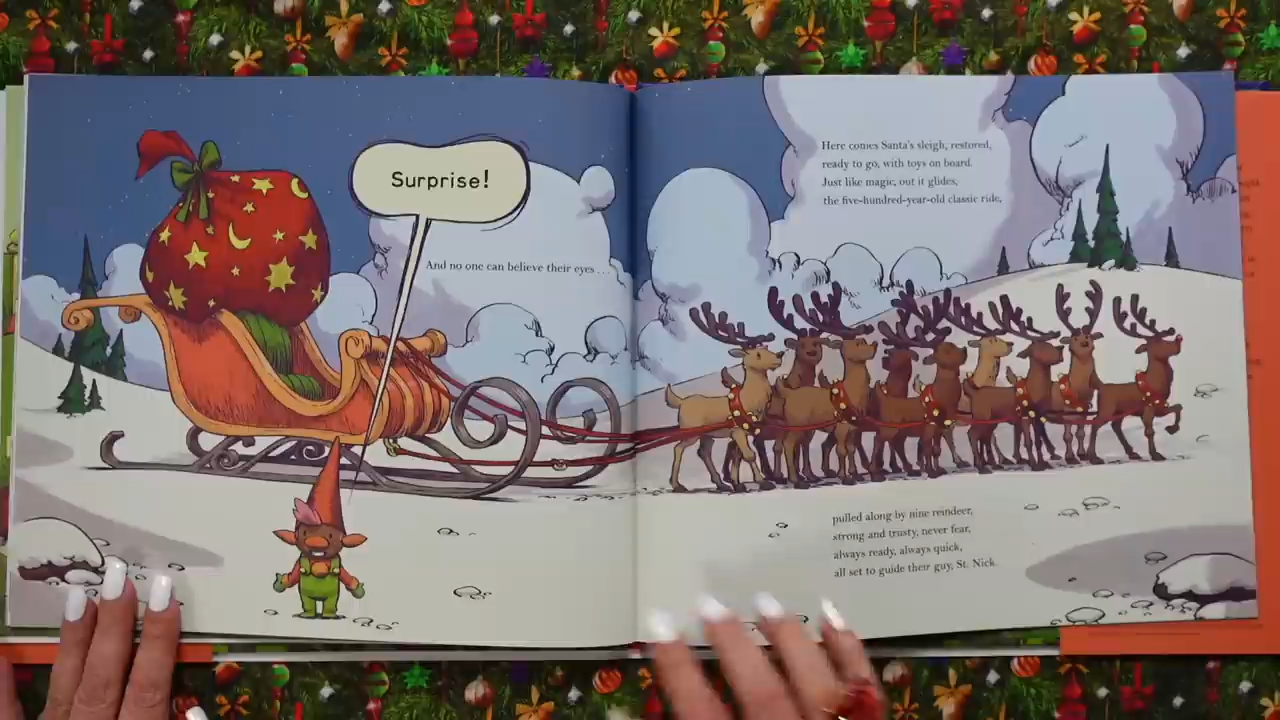 Surprise!
And no one can believe their eyes . . .
Here comes Santa's sleigh, restored,
ready to go, with toys on board.
Just like magic, out it glides,
the five-hundred-year-old classic ride,
pulled along by nine reindeer,
strong and trusty, never fear,
always ready, always quick,
all set to guide their guy, St. Nick.